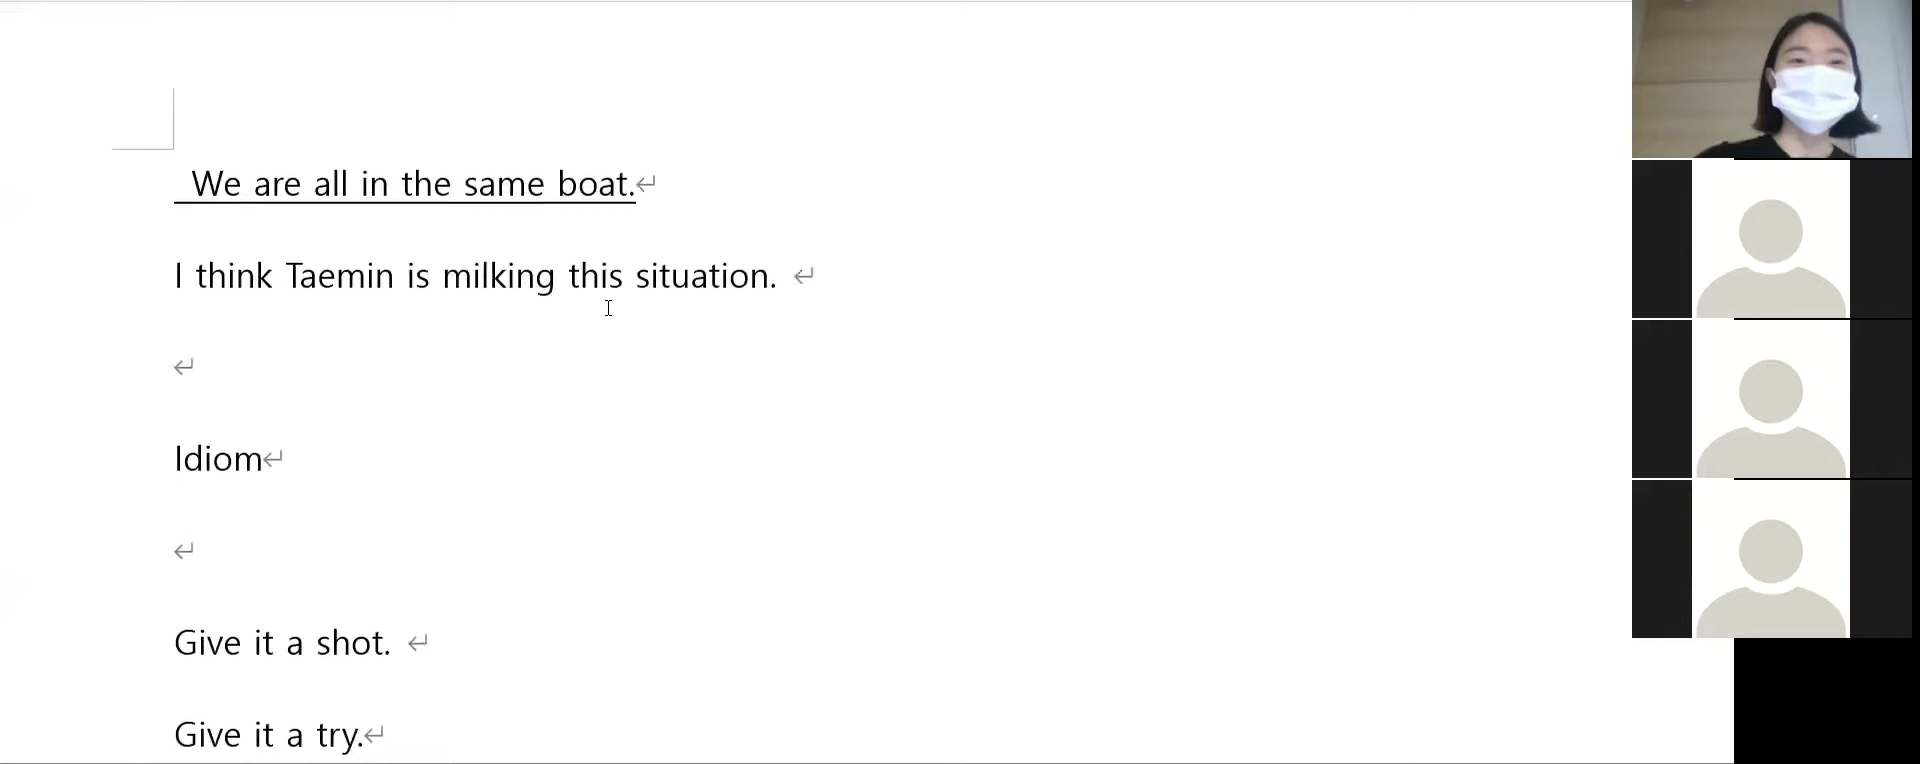 We are all in the same boat.
I think Taemin is milking this situation.
Idiom
Give it a shot.
Give it a try.